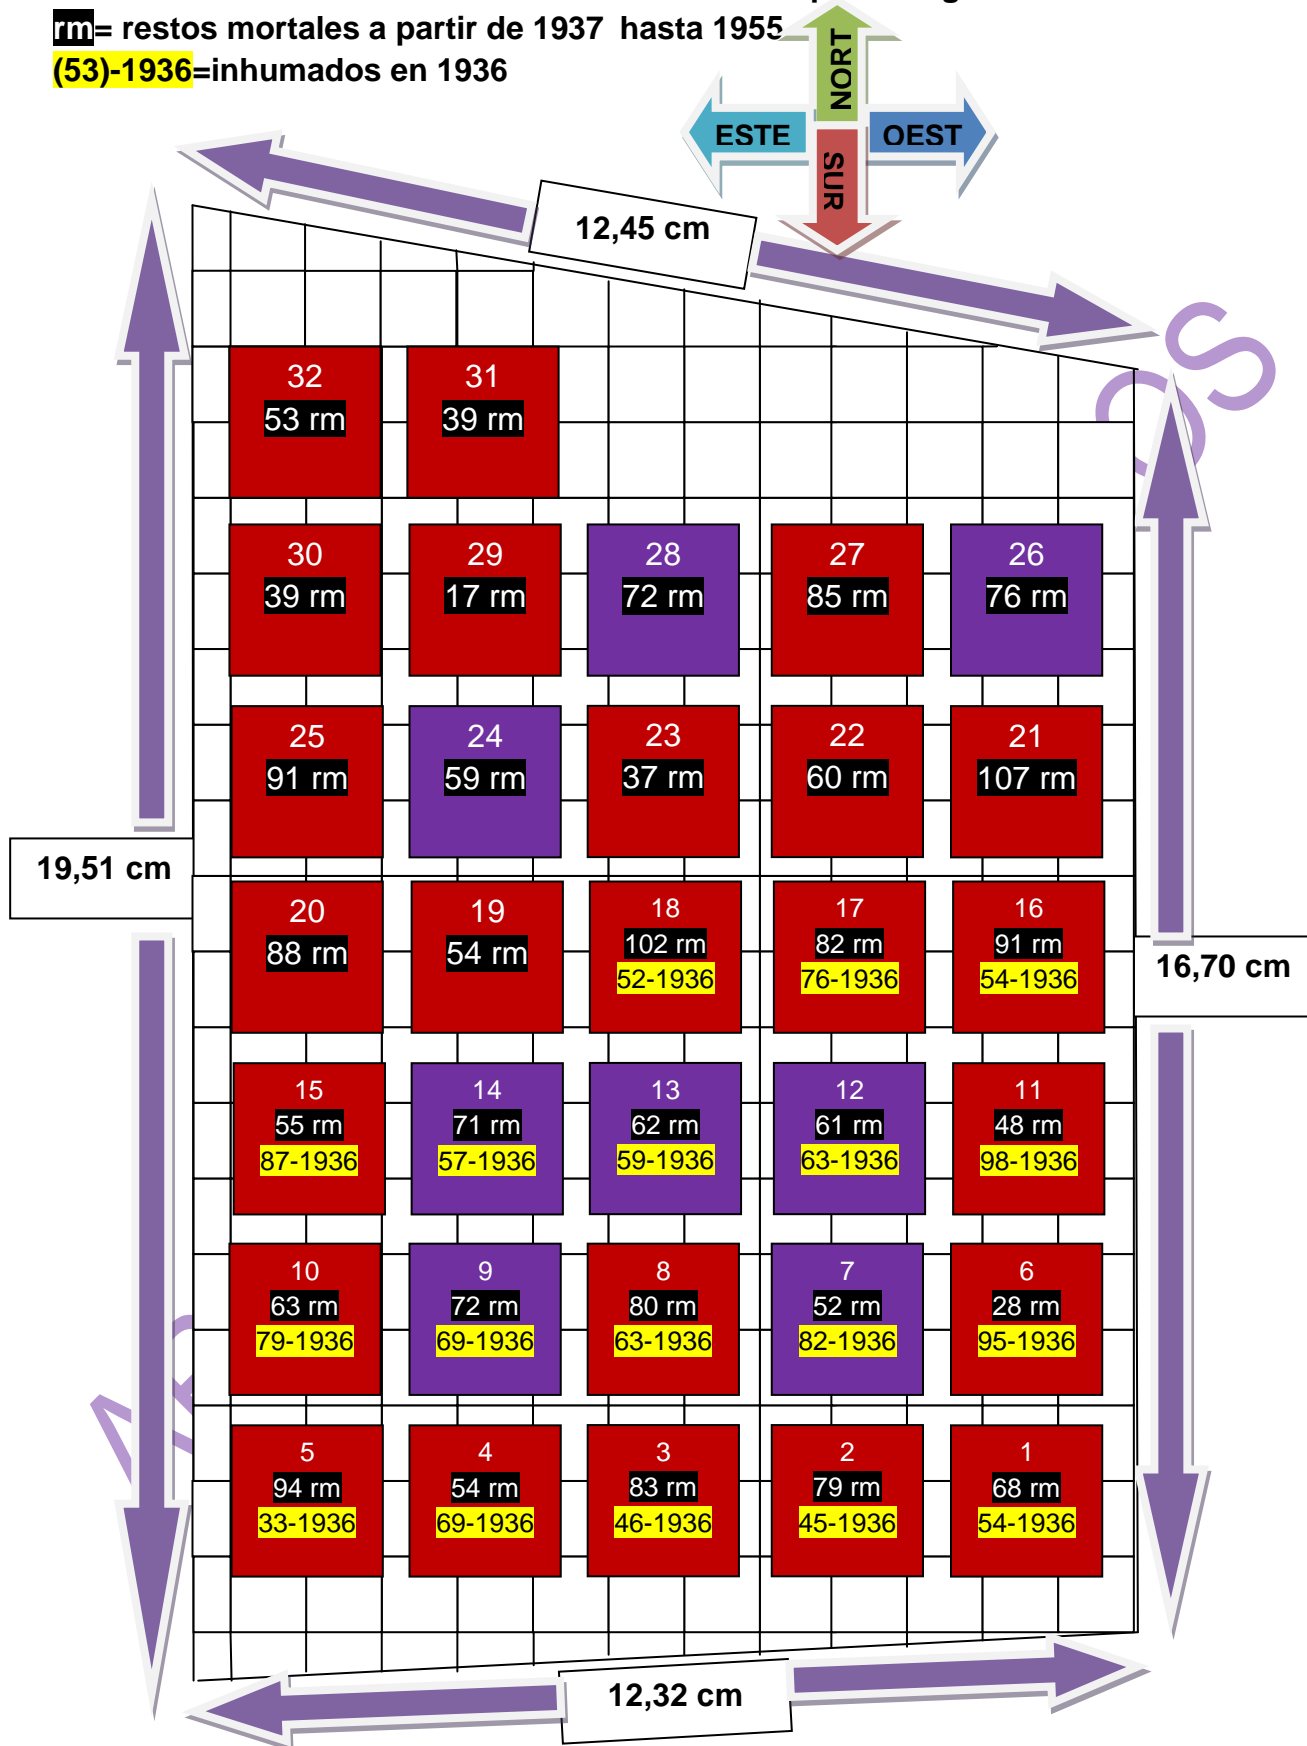 rm= restos mortales a partir de 1937 hasta 1955
(53)-1936=inhumados en 1936
NORT
ESTE
OEST
SUR
12,45 cm
32
53 rm
31
39 rm
30
39 rm
29
17 rm
28
72 rm
27
85 rm
26
76 rm
25
91 rm
24
59 rm
23
37 rm
22
60 rm
21
107 rm
19,51 cm
20
88 rm
19
54 rm
18
102 rm
52-1936
17
82 rm
76-1936
16
91 rm
54-1936
16,70 cm
15
55 rm
87-1936
14
71 rm
57-1936
13
62 rm
59-1936
12
61 rm
63-1936
11
48 rm
98-1936
10
63 rm
79-1936
9
72 rm
69-1936
8
80 rm
63-1936
7
52 rm
82-1936
6
28 rm
95-1936
5
94 rm
33-1936
4
54 rm
69-1936
3
83 rm
46-1936
2
79 rm
45-1936
1
68 rm
54-1936
12,32 cm